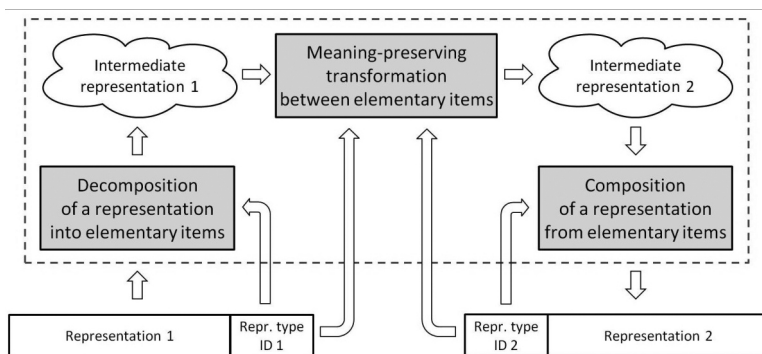 Intermediate
representation 1
Meaning-preserving
transformation
between elementary items
Intermediate
representation 2
Decomposition
of a representation
into elementary items
Composition
of a representation
from elementary items
Representation 1
Repr. type
ID 1
Repr. type
ID 2
Representation 2